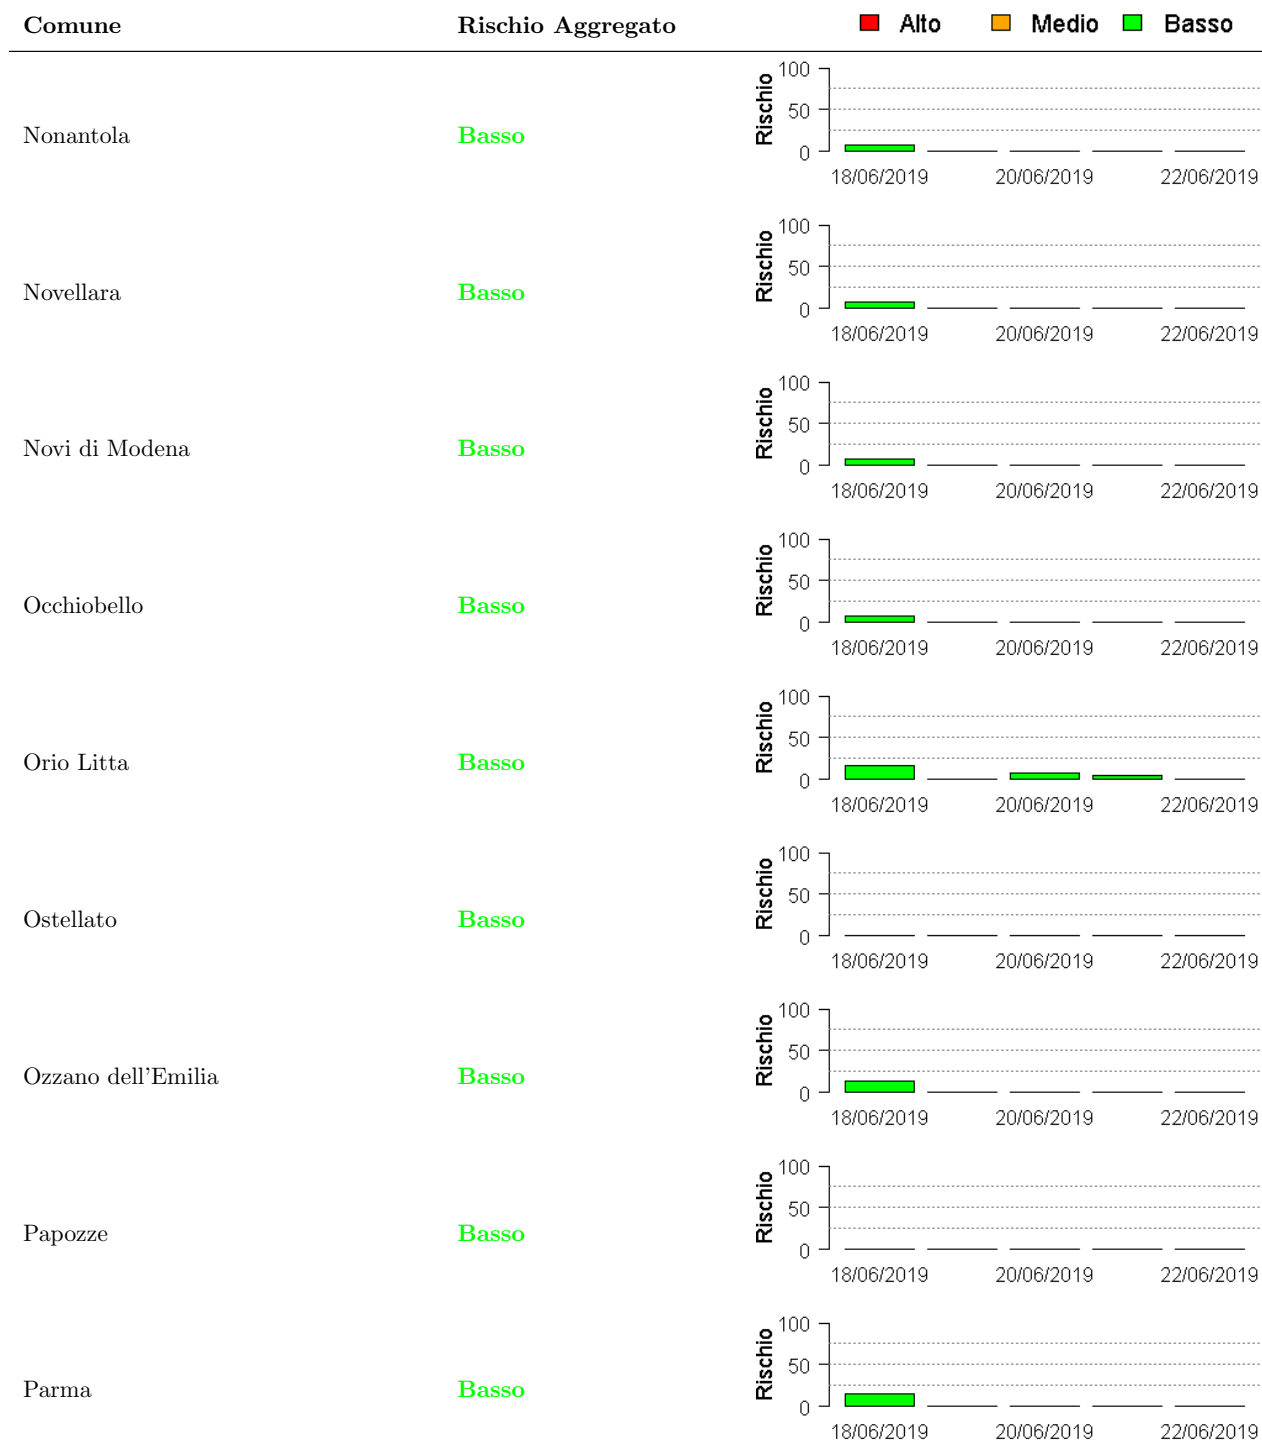 Comune Rischio Aggregato Alto Medio Basso
100
50
0
Rischio
Nonantola Basso
18/06/2019 20/06/2019 22/06/2019
100
50
0
Rischio
Novellara Basso
18/06/2019 20/06/2019 22/06/2019
100
50
0
Rischio
Novi di Modena Basso
18/06/2019 20/06/2019 22/06/2019
100
50
0
Rischio
Occhiobello Basso
18/06/2019 20/06/2019 22/06/2019
100
50
0
Rischio
Orio Litta Basso
18/06/2019 20/06/2019 22/06/2019
100
50
0
Rischio
Ostellato Basso
18/06/2019 20/06/2019 22/06/2019
100
50
0
Rischio
Ozzano dell'Emilia Basso
18/06/2019 20/06/2019 22/06/2019
100
50
0
Rischio
Papozze Basso
18/06/2019 20/06/2019 22/06/2019
100
50
0
Rischio
Parma Basso
18/06/2019 20/06/2019 22/06/2019